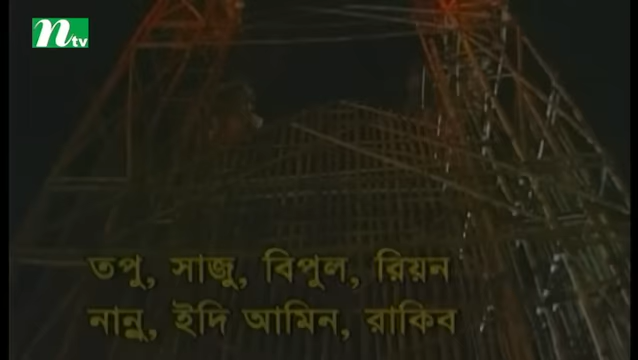 ntv
তপু, সাজু, বিপুল, রিয়ন
নান্নু, ইদি আমিন, রাকিব